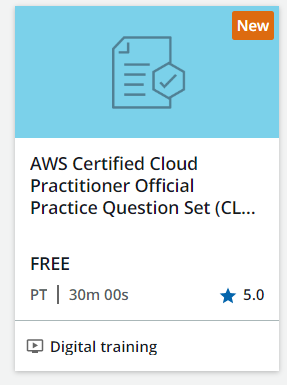 New
AWS Certified Cloud
Practitioner Official
Practice Question Set (CL...
FREE
PT | 30m 00s
5.0
Digital training